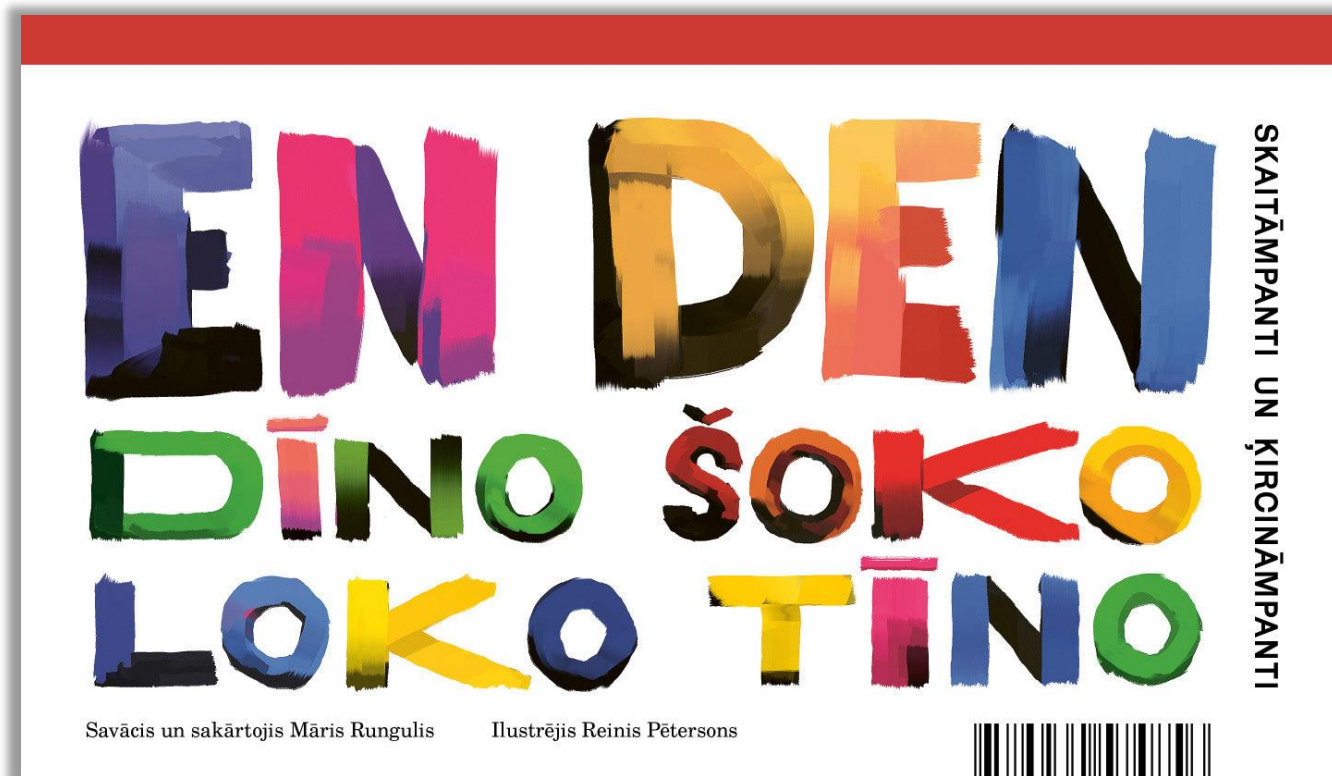 EN DEN
DĪNO ŠOKO
LOKO TĪNO
SKAITĀMPANTI UN ĶIRCINĀMPANTI
Savācis un sakārtojis Māris Rungulis
Ilustrējis Reinis Pētersons